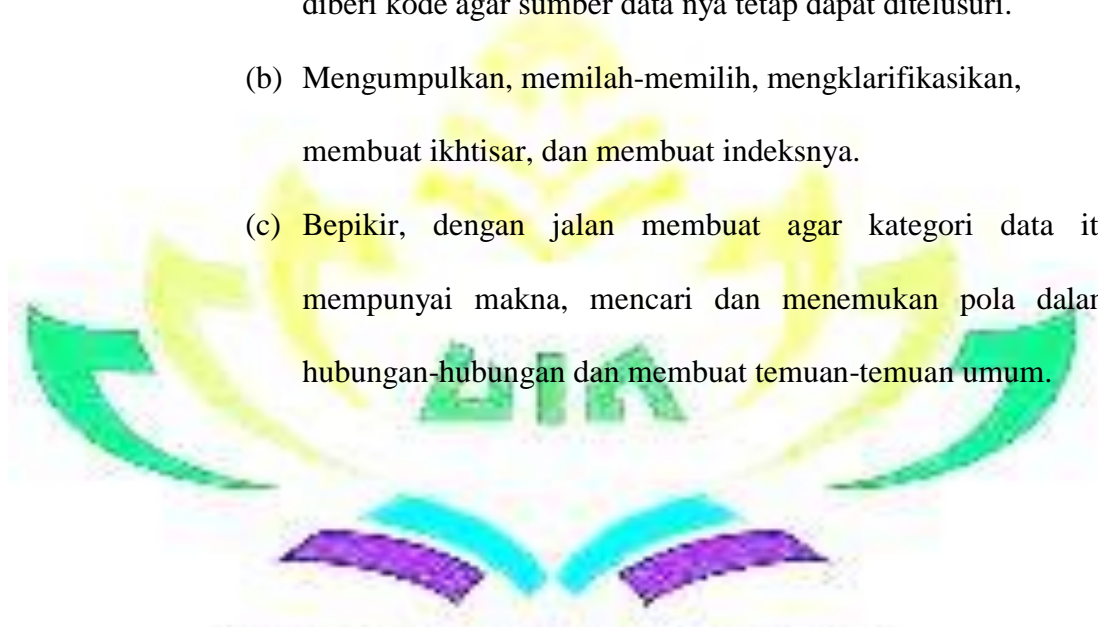 diberi kode agar sumber data nya tetap dapat ditelusuri.
(b) Mengumpulkan, memilah-memilih, mengklarifikasikan,
membuat ikhtisar, dan membuat indeksnya.
(c) Bepikir, dengan jalan membuat agar kategori data it
mempunyai makna, mencari dan menemukan pola dalam
hubungan-hubungan dan membuat temuan-temuan umum.